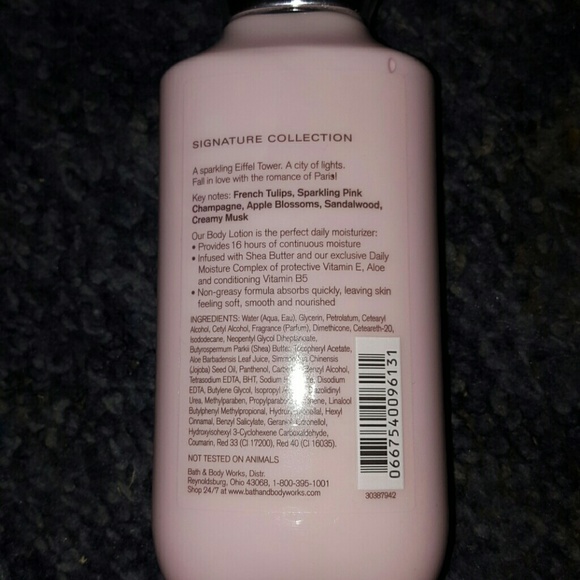 SIGNATURE COLLECTION
A sparkling Eiffel Tower. A city of lights.
Fall in love with the romance of Paris!
Key notes: French Tulips, Sparkling Pink
Champagne, Apple Blossoms, Sandalwood,
Creamy Musk
Our Body Lotion is the perfect daily moisturizer:
• Provides 16 hours of continuous moisture
• Infused with Shea Butter and our exclusive Daily
Moisture Complex of protective Vitamin E, Aloe
and conditioning Vitamin B5
• Non-greasy formula absorbs quickly, leaving skin
feeling soft, smooth and nourished
INGREDIENTS: Water (Aqua, Eau), Glycerin, Petrolatum, Cetearyl
Alcohol, Cetyl Alcohol, Fragrance (Parfum), Dimethicone, Ceteareth-20,
Isododecane, Neopentyl Glycol Diheptanoate,
Butyrospermum Parkii (Shea) Butter, Tocopheryl Acetate,
Aloe Barbadensis Leaf Juice, Chinensis
(Jojoba) Seed Oil, Panthenol, Benzyl Alcohol,
Tetrasodium EDTA, BHT, Sodium Disodium
EDTA, Butylene Glycol,
Urea, Methylparaben, Linalool
Butylphenyl Methylpropional, Hexyl
Cinnamal, Benzyl Salicylate,
Hydroxyisohexyl 3-Cyclohexene Carboxaldehyde,
Coumarin, Red 33 (CI 17200), Red 40 (CI 16035).
NOT TESTED ON ANIMALS
Bath & Body Works, Distr.
Reynoldsburg, Ohio 43068, 1-800-395-1001
Shop 24/7 at www.bathandbodyworks.com
0667540096131
30387942